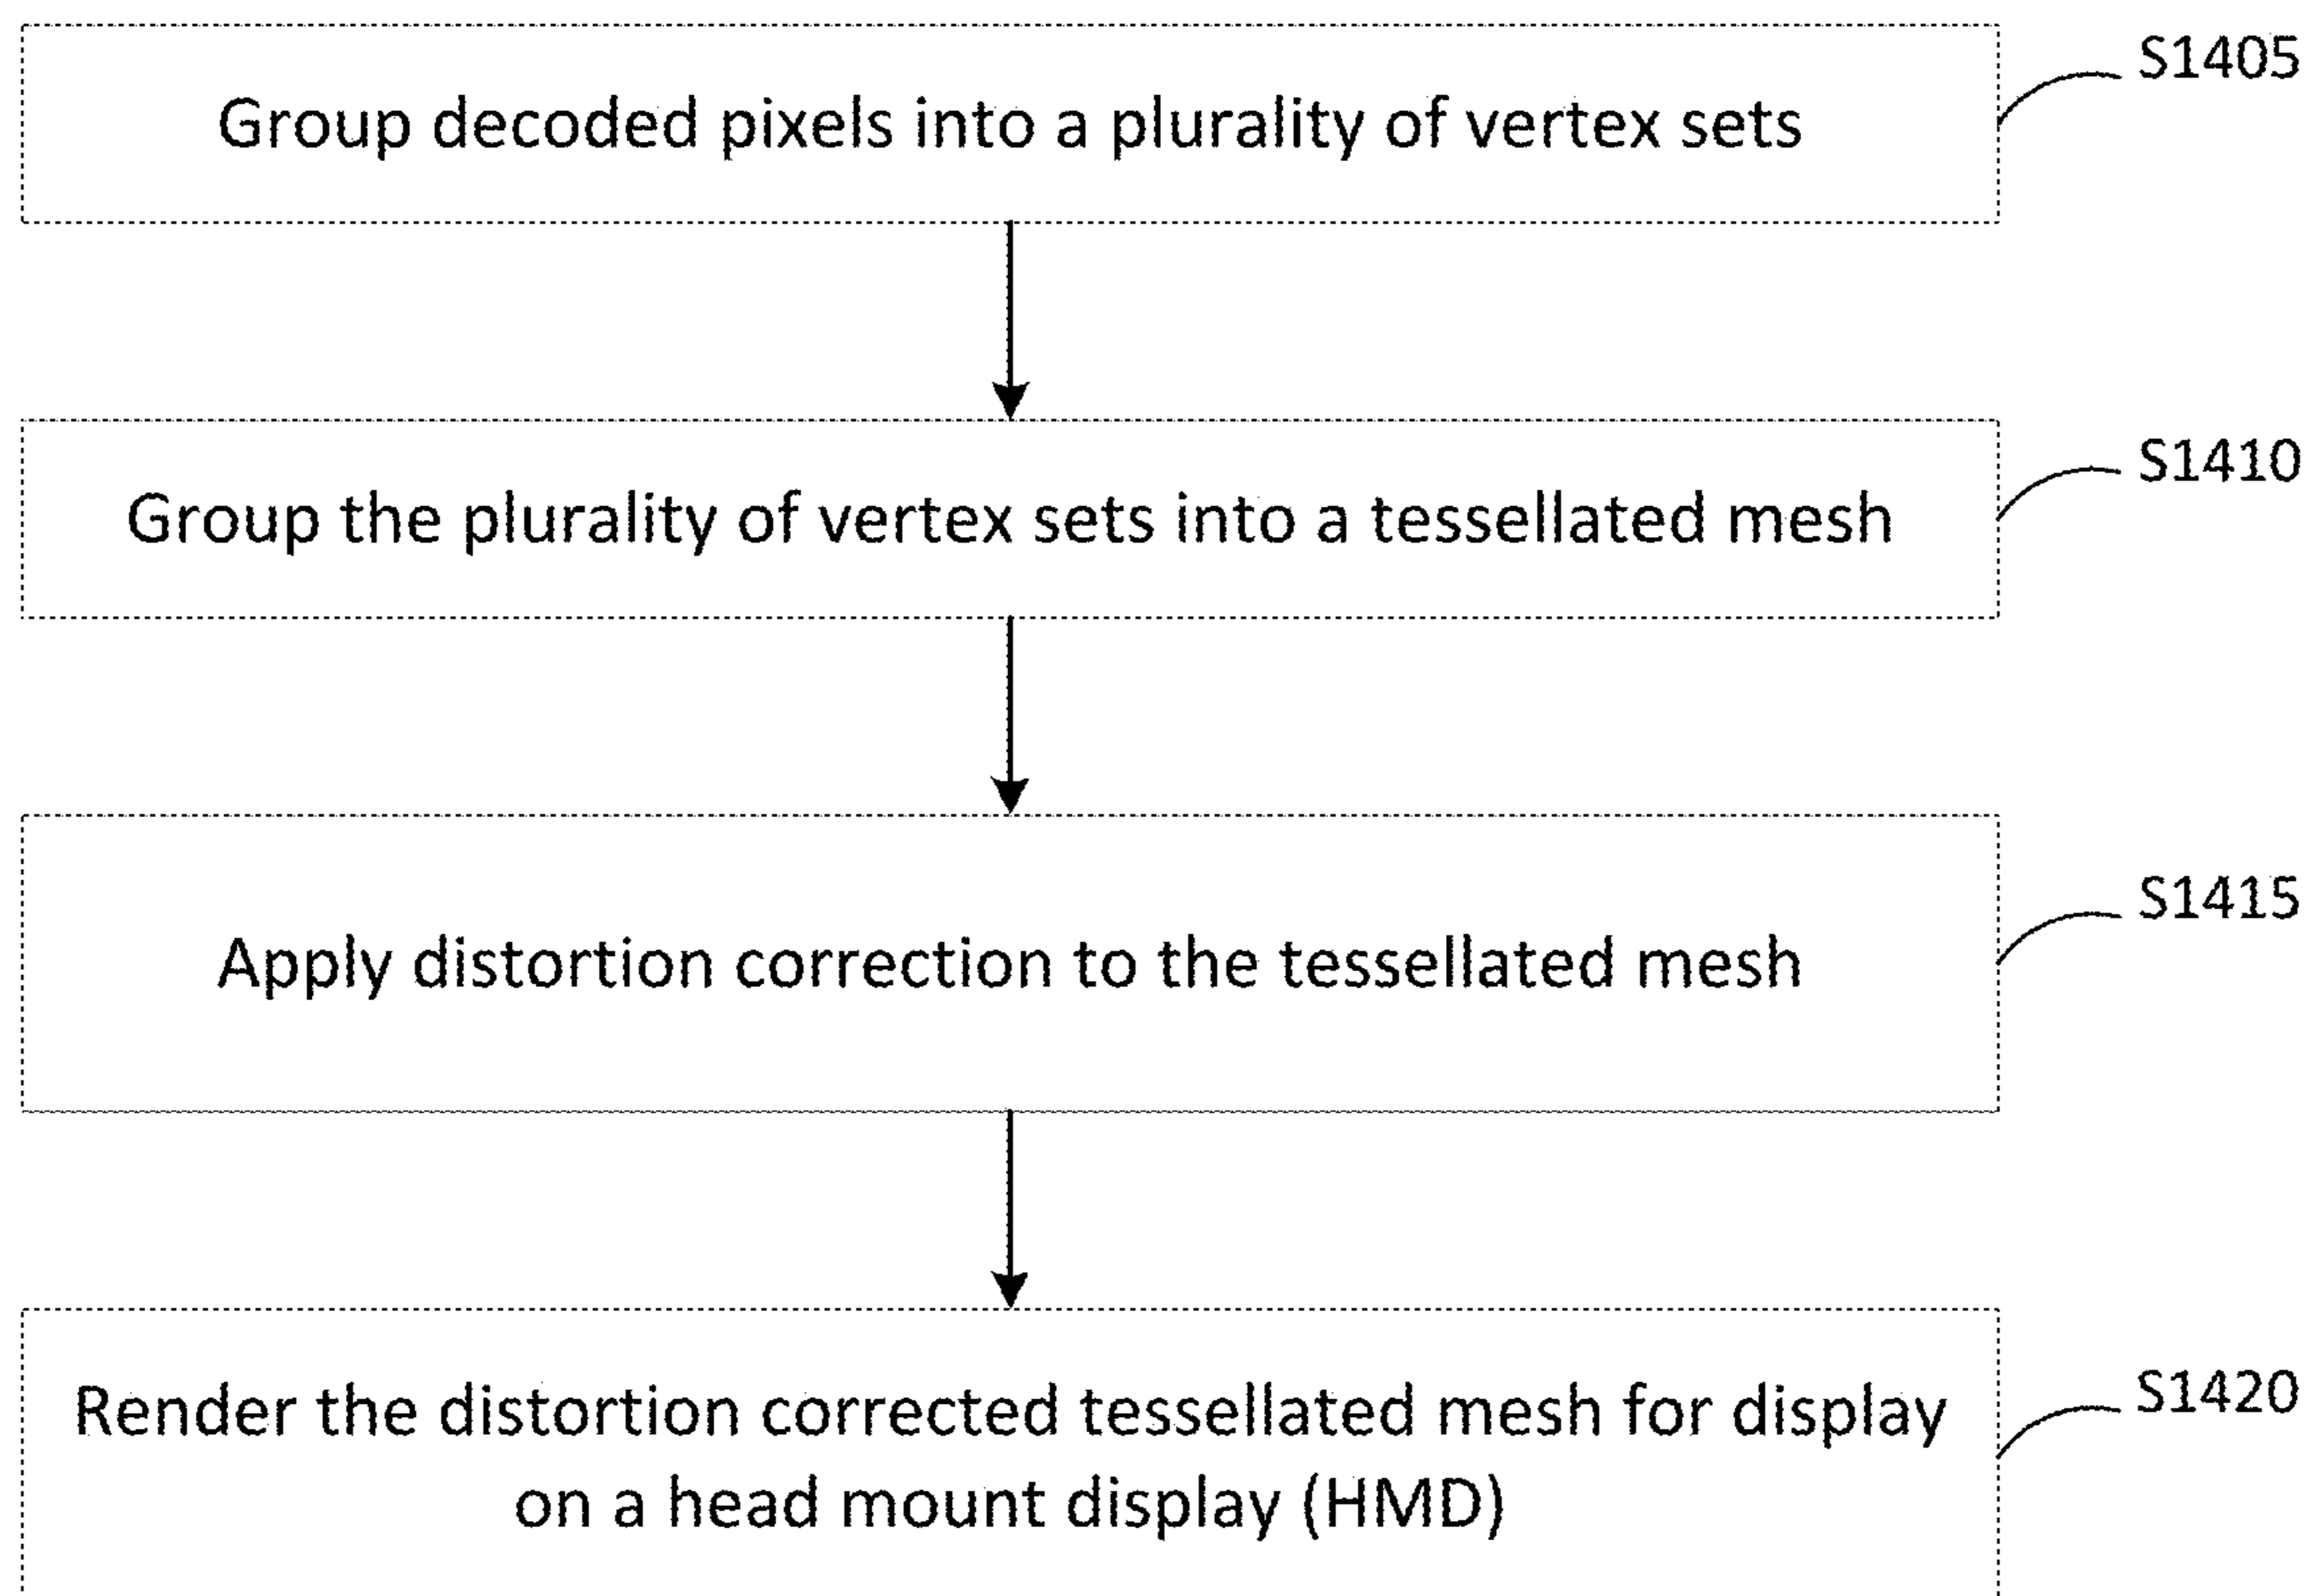 Group decoded pixels into a plurality of vertex sets
S1405
Group the plurality of vertex sets into a tessellated mesh
S1410
Apply distortion correction to the tessellated mesh
S1415
Render the distortion corrected tessellated mesh for display
on a head mount display (HMD)
S1420